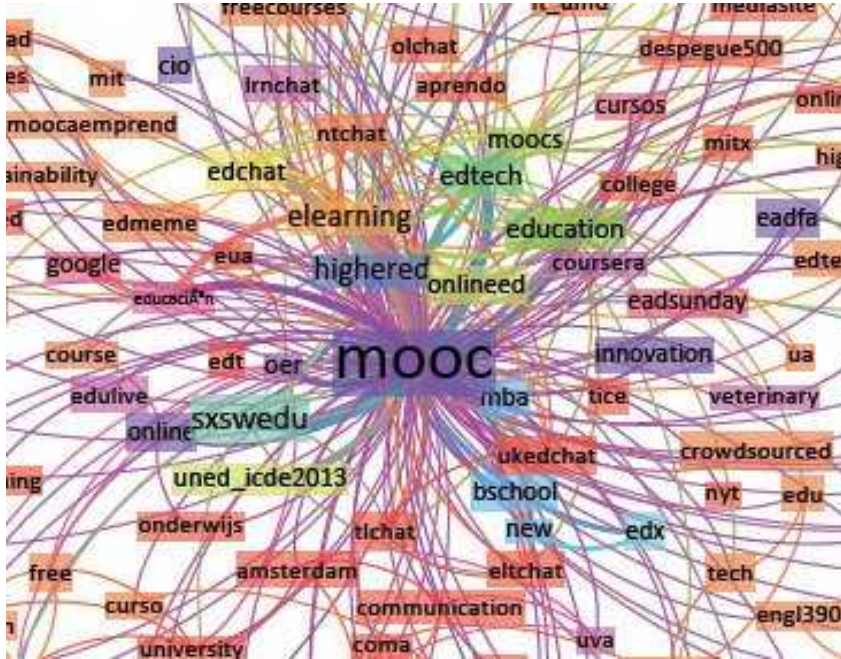 freecourses
mediasite
olchat
despegue500
cio
mit
lrnchat
aprendo
cursos
moocaemprend
ntchat
moocs
mitx
edchat
edtech
ainability
college
elearning
edmeme
education
eadfa
google
eua
highered
onlineed
coursera
eadsunday
mooc
course
edt
oer
innovation
ua
edulive
mba
tice
veterinary
online
sxswedu
ukedchat
crowdsourced
uned_icde2013
bschool
nyt
edu
onderwijs
tlchat
new
edx
free
amsterdam
eltchat
tech
curso
communication
engl390
university
coma
uva